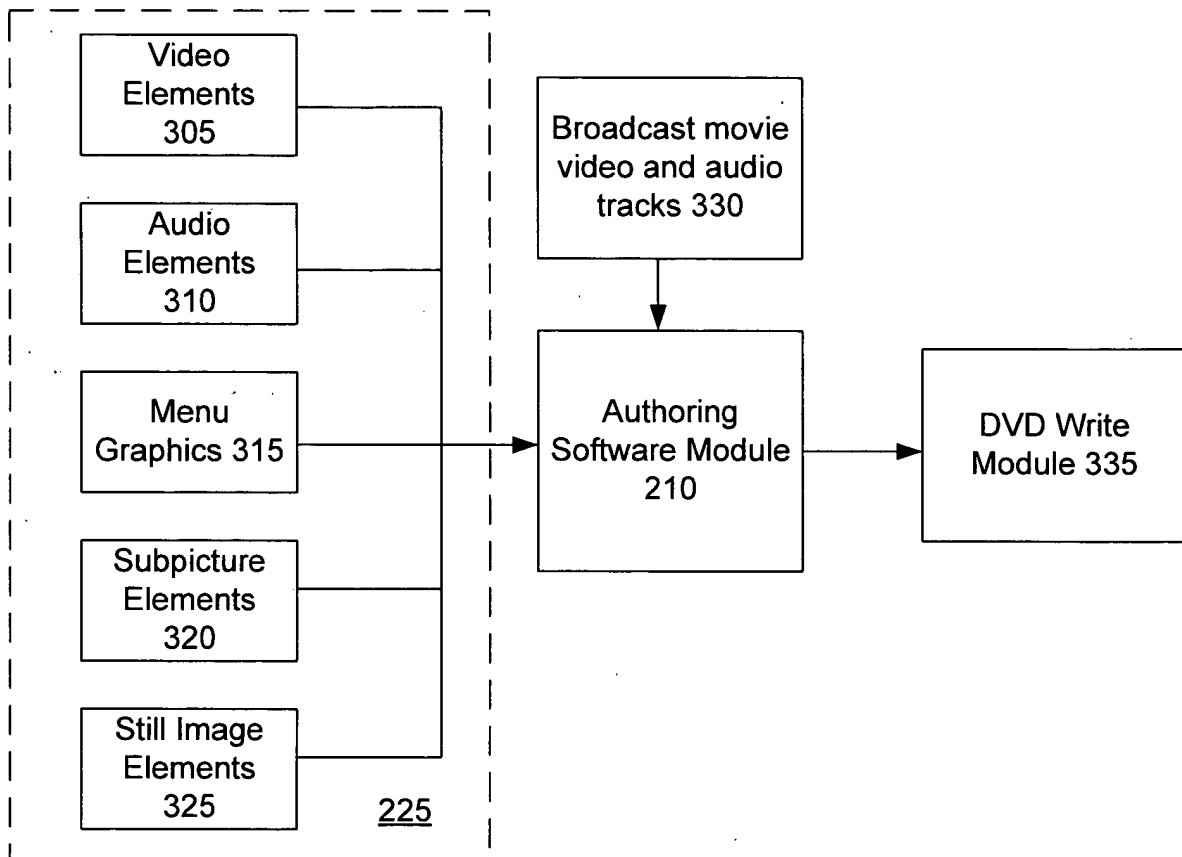 Video
Elements
305
Audio
Elements
310
Menu
Graphics 315
Subpicture
Elements
320
Still Image
Elements
325
225
Broadcast movie
video and audio
tracks 330
Authoring
Software Module
210
DVD Write
Module 335